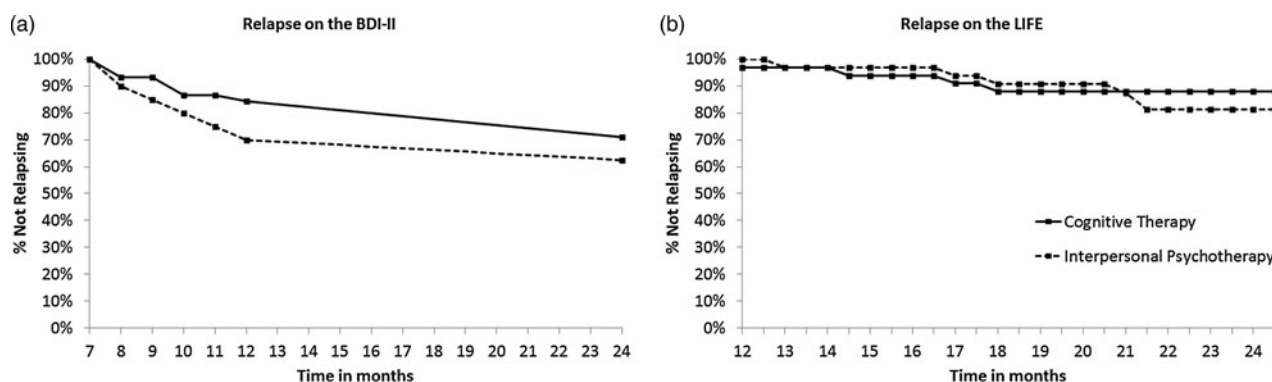 (a)
Relapse on the BDI-II
100%
90%
80%
70%
60%
50%
40%
30%
20%
10%
0%
% Not Relapsing
7 8 9 10 11 12 13 14 15 16 17 18 19 20 21 22 23 24
Time in months
(b)
Relapse on the LIFE
100%
90%
80%
70%
60%
50%
40%
30%
20%
10%
0%
% Not Relapsing
12 13 14 15 16 17 18 19 20 21 22 23 24
Time in months
Cognitive Therapy
Interpersonal Psychotherapy